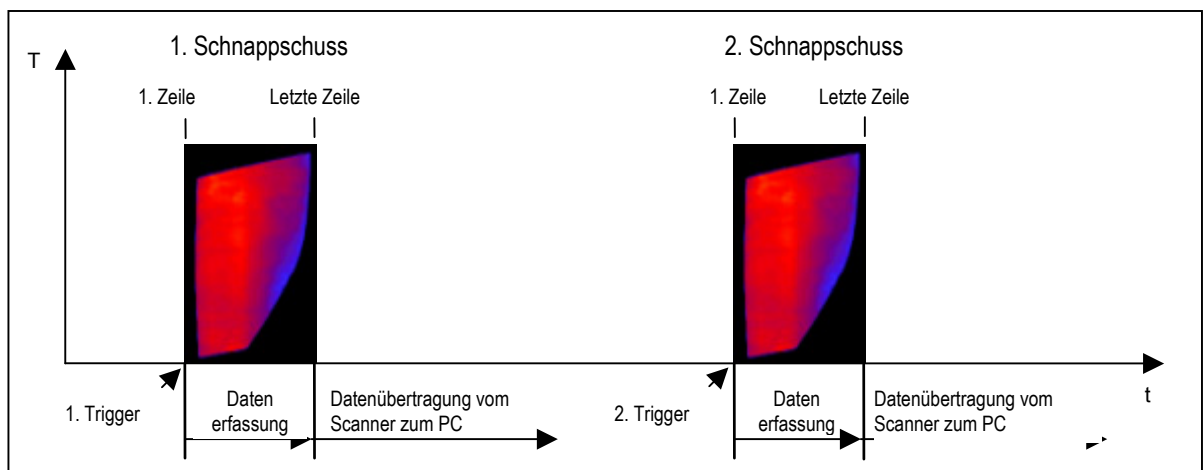 1. Schnappschuss
2. Schnappschuss
T
1. Zeile
Letzte Zeile
1. Zeile
Letzte Zeile
1. Trigger
Daten
erfassung
Datenübertragung vom
Scanner zum PC
2. Trigger
Daten
erfassung
Datenübertragung vom
Scanner zum PC
t